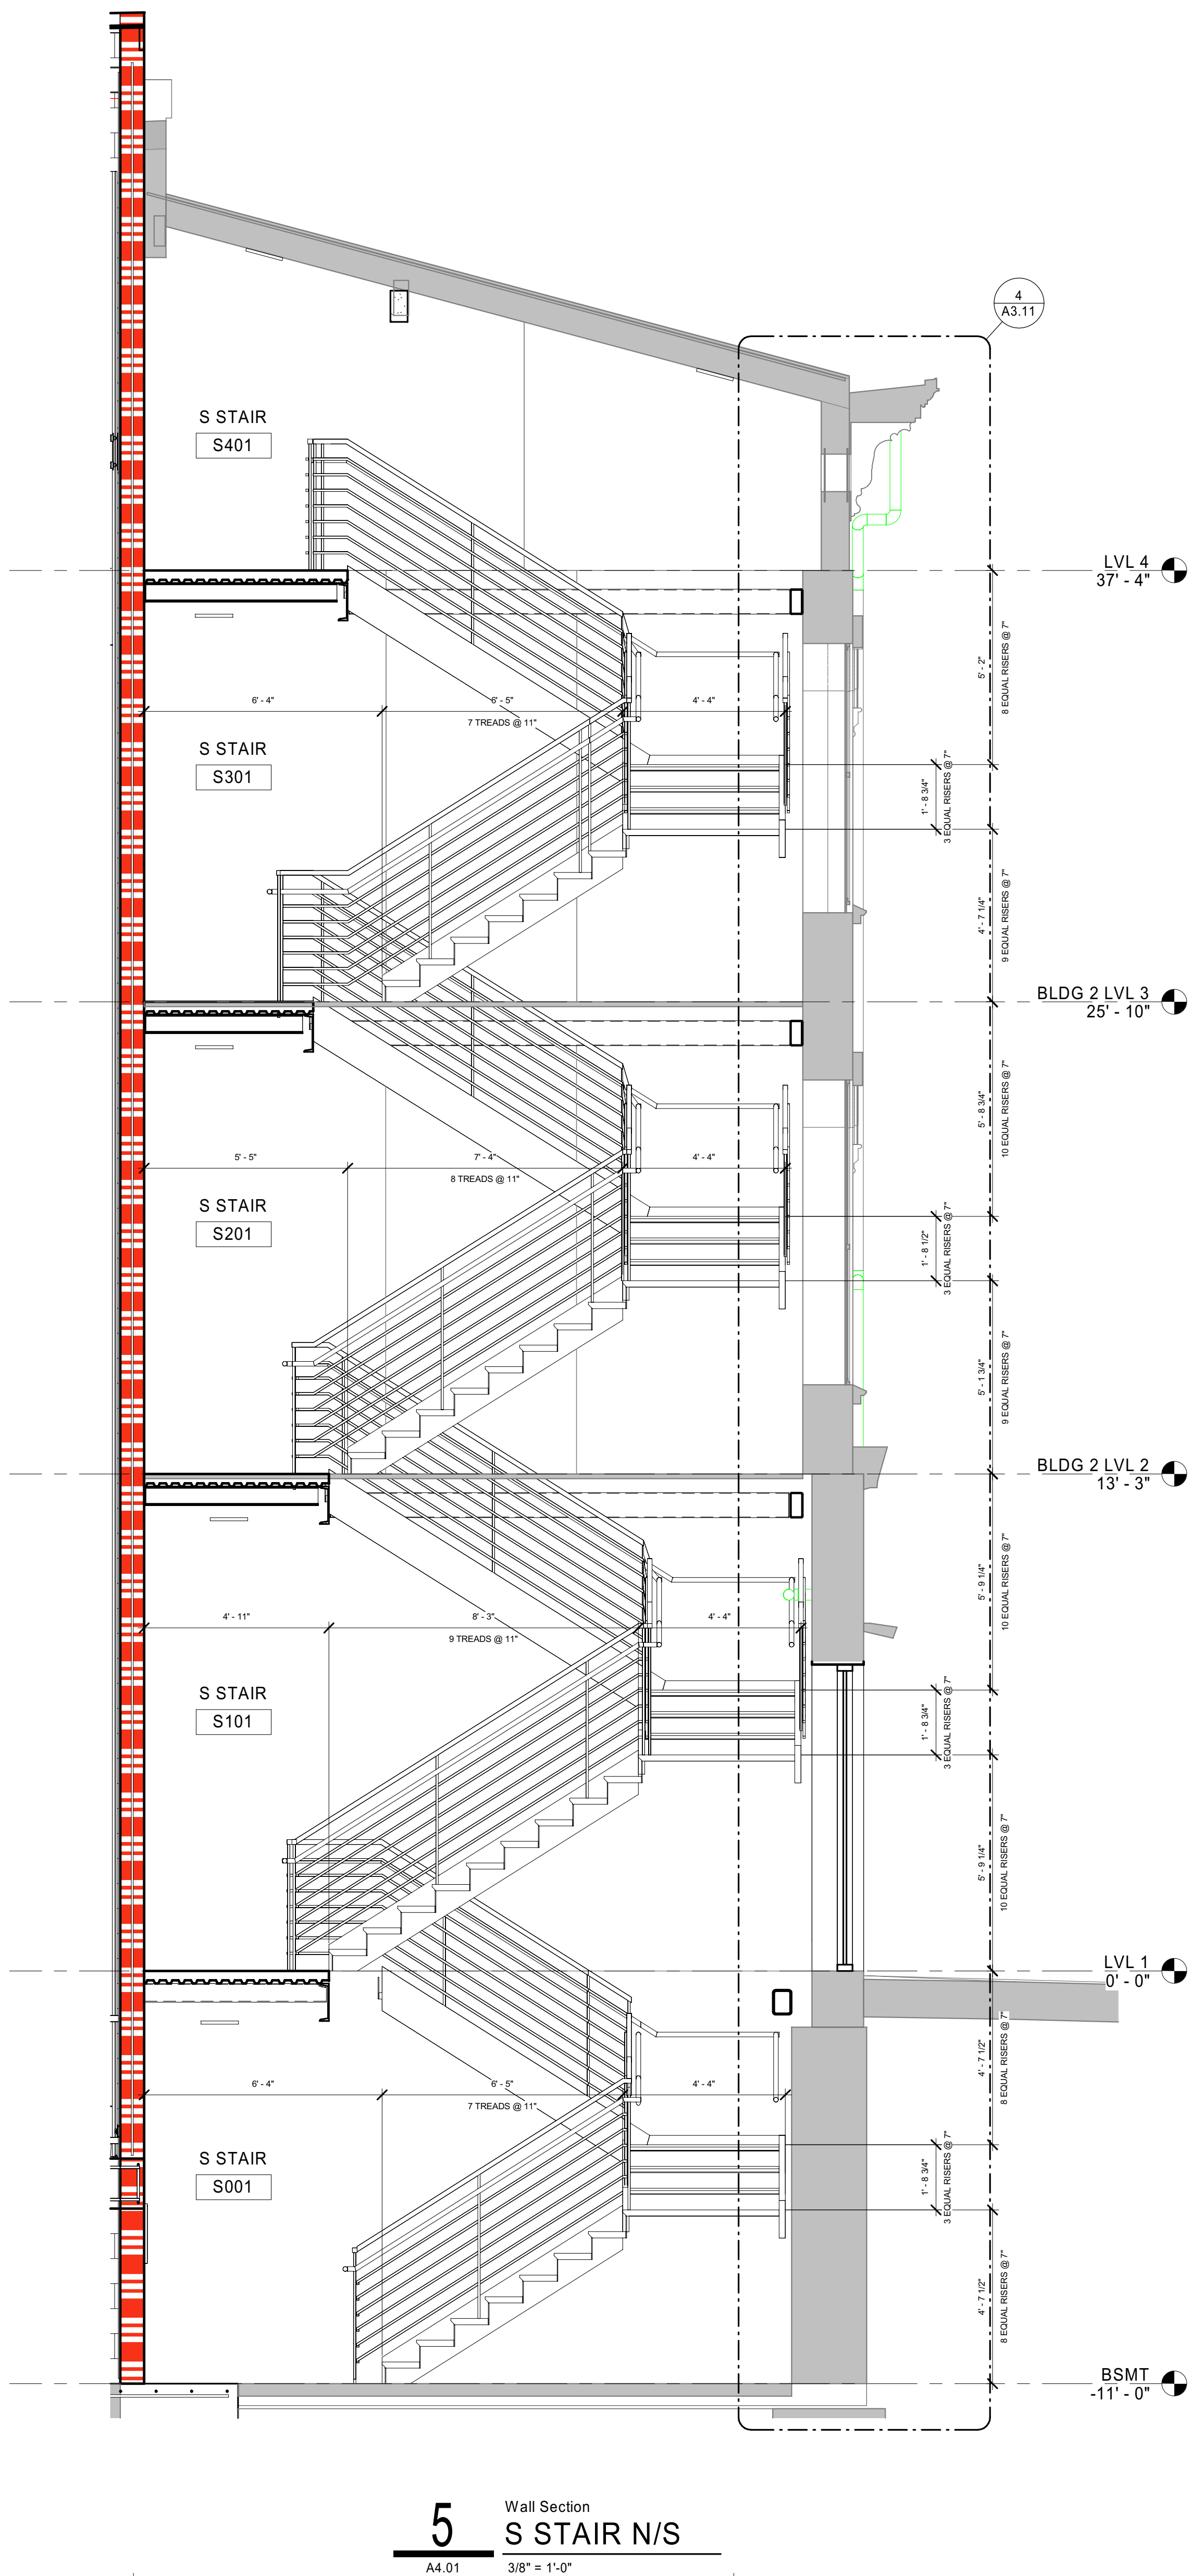 4
A3.11
S STAIR
S401
LVL 4
37' - 4"
5' - 2"
8 EQUAL RISERS @ 7"
6' - 4"
6' - 5"
4' - 4"
7 TREADS @ 11"
S STAIR
S301
1' - 8 3/4"
3 EQUAL RISERS @ 7"
4' - 7 1/4"
9 EQUAL RISERS @ 7"
BLDG 2 LVL 3
25' - 10"
5' - 8 3/4"
10 EQUAL RISERS @ 7"
5' - 5"
7' - 4"
4' - 4"
8 TREADS @ 11"
S STAIR
S201
1' - 8 1/2"
3 EQUAL RISERS @ 7"
5' - 1 3/4"
9 EQUAL RISERS @ 7"
BLDG 2 LVL 2
13' - 3"
5' - 9 1/4"
10 EQUAL RISERS @ 7"
4' - 11"
8' - 3"
4' - 4"
9 TREADS @ 11"
S STAIR
S101
1' - 8 3/4"
3 EQUAL RISERS @ 7"
5' - 9 1/4"
10 EQUAL RISERS @ 7"
LVL 1
0' - 0"
4' - 7 1/2"
8 EQUAL RISERS @ 7"
6' - 4"
6' - 5"
4' - 4"
7 TREADS @ 11"
S STAIR
S001
1' - 8 3/4"
3 EQUAL RISERS @ 7"
4' - 7 1/2"
8 EQUAL RISERS @ 7"
BSMT
-11' - 0"
5
Wall Section
S STAIR N/S
A4.01
3/8" = 1'-0"